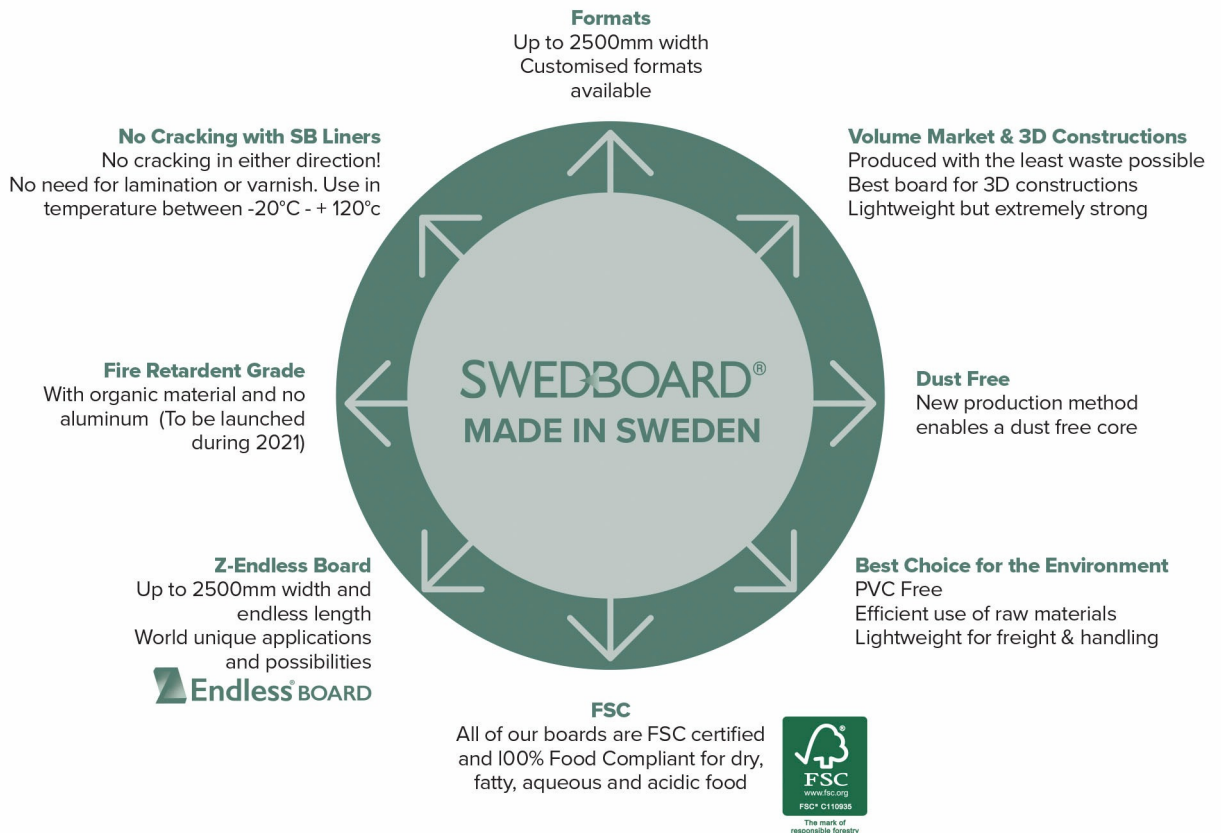 Formats
Up to 2500mm width
Customised formats
available
No Cracking with SB Liners
No cracking in either direction!
No need for lamination or varnish. Use in
temperature between -20°C - + 120°c
Volume Market & 3D Constructions
Produced with the least waste possible
Best board for 3D constructions
Lightweight but extremely strong
Fire Retardent Grade
With organic material and no
aluminum (To be launched
during 2021)
SWEDBOARD®
MADE IN SWEDEN
Dust Free
New production method
enables a dust free core
Z-Endless Board
Up to 2500mm width and
endless length
World unique applications
and possibilities
Z Endless® BOARD
Best Choice for the Environment
PVC Free
Efficient use of raw materials
Lightweight for freight & handling
FSC
All of our boards are FSC certified
and 100% Food Compliant for dry,
fatty, aqueous and acidic food
®
FSC
www.fsc.org
FSC® C110935
The mark of
responsible forestry